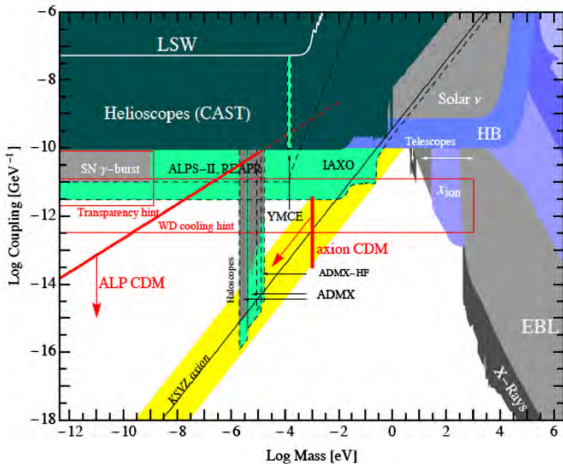 -6
LSW
-8
Solar ν
Helioscopes (CAST)
HB
Telescopes
-10
SN γ-burst
ALPS-II, REAPR
IAXO
x_ion
Transparency hint
YMCE
-12
WD cooling hint
axion CDM
ALP CDM
Haloscopes
ADMX-HF
ADMX
-14
EBL
-16
KSVZ axion
X-Rays
-18
-12 -10 -8 -6 -4 -2 0 2 4 6
Log Coupling [GeV⁻¹]
Log Mass [eV]